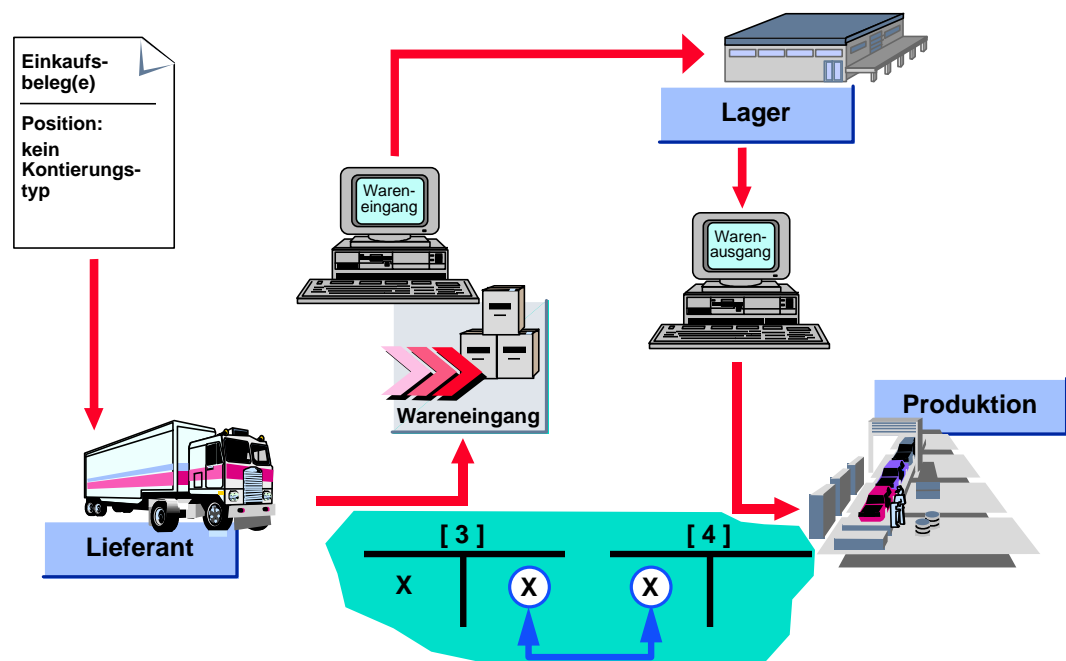 Einkaufs-
beleg(e)
Position:
kein
Kontierungs-
typ
Lieferant
Waren-
eingang
Wareneingang
Lager
Waren-
ausgang
Produktion
[ 3 ]
[ 4 ]
X
X
X